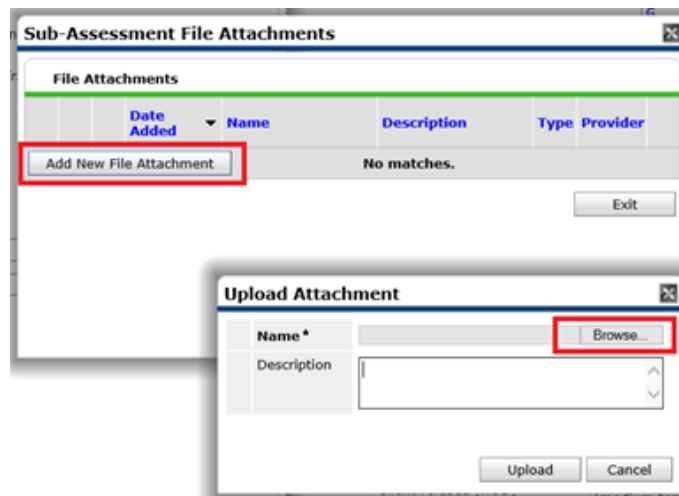 Sub-Assessment File Attachments
File Attachments
Date Added Name Description Type Provider
Add New File Attachment No matches.
Exit
Upload Attachment
Name* Browse...
Description
Upload Cancel